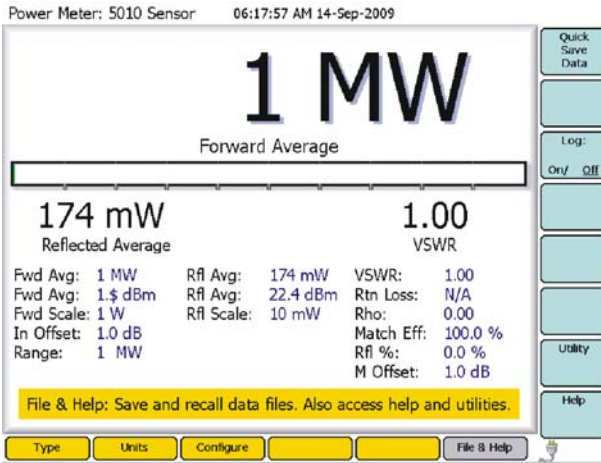 Power Meter: 5010 Sensor 06:17:57 AM 14-Sep-2009
1 MW
Forward Average
174 mW 1.00
Reflected Average VSWR
Fwd Avg: 1 MW Rfl Avg: 174 mW VSWR: 1.00
Fwd Avg: 1.$ dBm Rfl Avg: 22.4 dBm Rtn Loss: N/A
Fwd Scale: 1 W Rfl Scale: 10 mW Rho: 0.00
In Offset: 1.0 dB Match Eff: 100.0 %
Range: 1 MW Rfl %: 0.0 %
M Offset: 1.0 dB
File & Help: Save and recall data files. Also access help and utilities.
Type Units Configure File & Help
Quick
Save
Data
Log:
On/ Off
Utility
Help